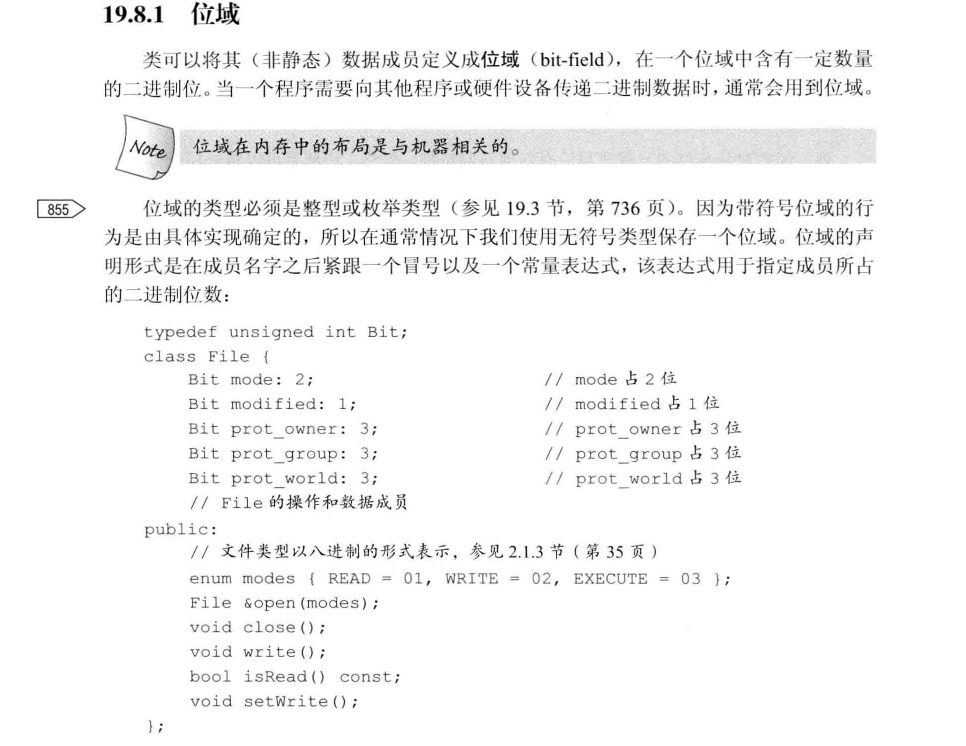 19.8.1 位域
类可以将其（非静态）数据成员定义成位域（bit-field），在一个位域中含有一定数量
的二进制位。当一个程序需要向其他程序或硬件设备传递二进制数据时，通常会用到位域。
Note 位域在内存中的布局是与机器相关的。
855 位域的类型必须是整型或枚举类型（参见 19.3 节，第 736 页）。因为带符号位域的行
为是由具体实现确定的，所以在通常情况下我们使用无符号类型保存一个位域。位域的声
明形式是在成员名字之后紧跟一个冒号以及一个常量表达式，该表达式用于指定成员所占
的二进制位数：
typedef unsigned int Bit;
class File {
Bit mode: 2; // mode 占 2 位
Bit modified: 1; // modified 占 1 位
Bit prot_owner: 3; // prot_owner 占 3 位
Bit prot_group: 3; // prot_group 占 3 位
Bit prot_world: 3; // prot_world 占 3 位
// File 的操作和数据成员
public:
// 文件类型以八进制的形式表示，参见 2.1.3 节（第 35 页）
enum modes { READ = 01, WRITE = 02, EXECUTE = 03 };
File &open(modes);
void close();
void write();
bool isRead() const;
void setWrite();
};